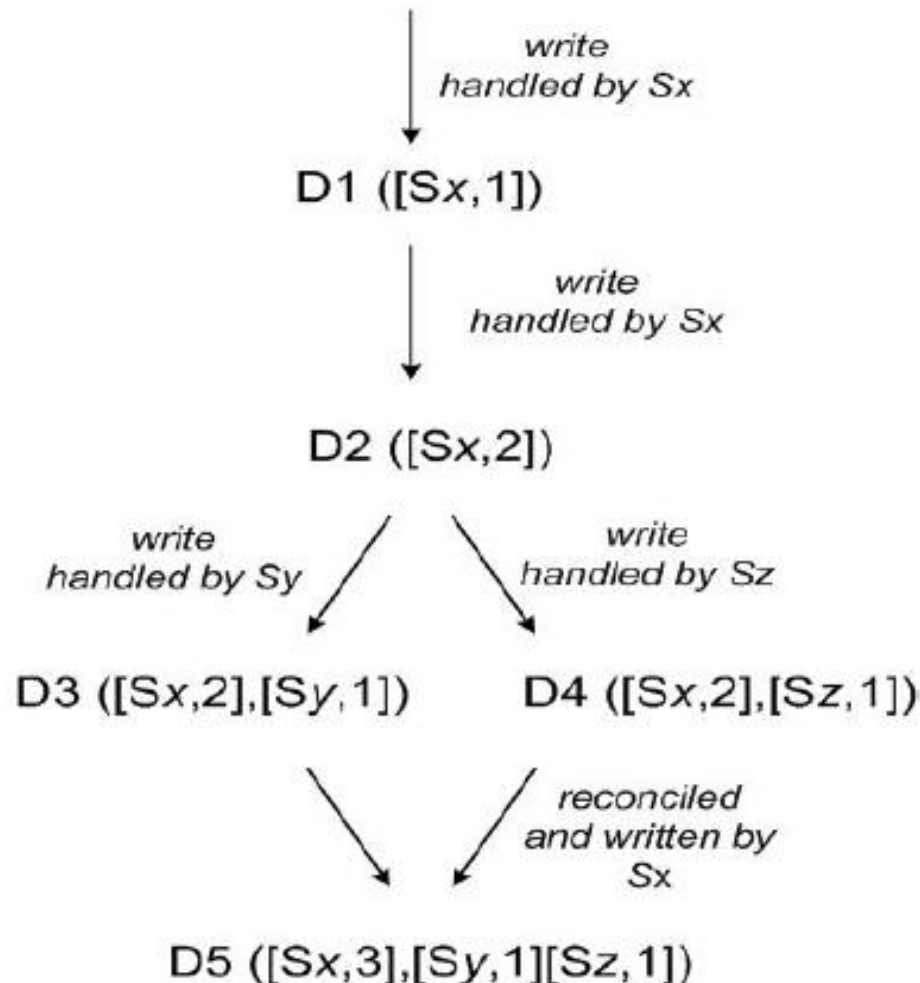 write
handled by Sx
D1 ([Sx,1])
write
handled by Sx
D2 ([Sx,2])
write
handled by Sy
write
handled by Sz
D3 ([Sx,2],[Sy,1])
D4 ([Sx,2],[Sz,1])
reconciled
and written by
Sx
D5 ([Sx,3],[Sy,1][Sz,1])